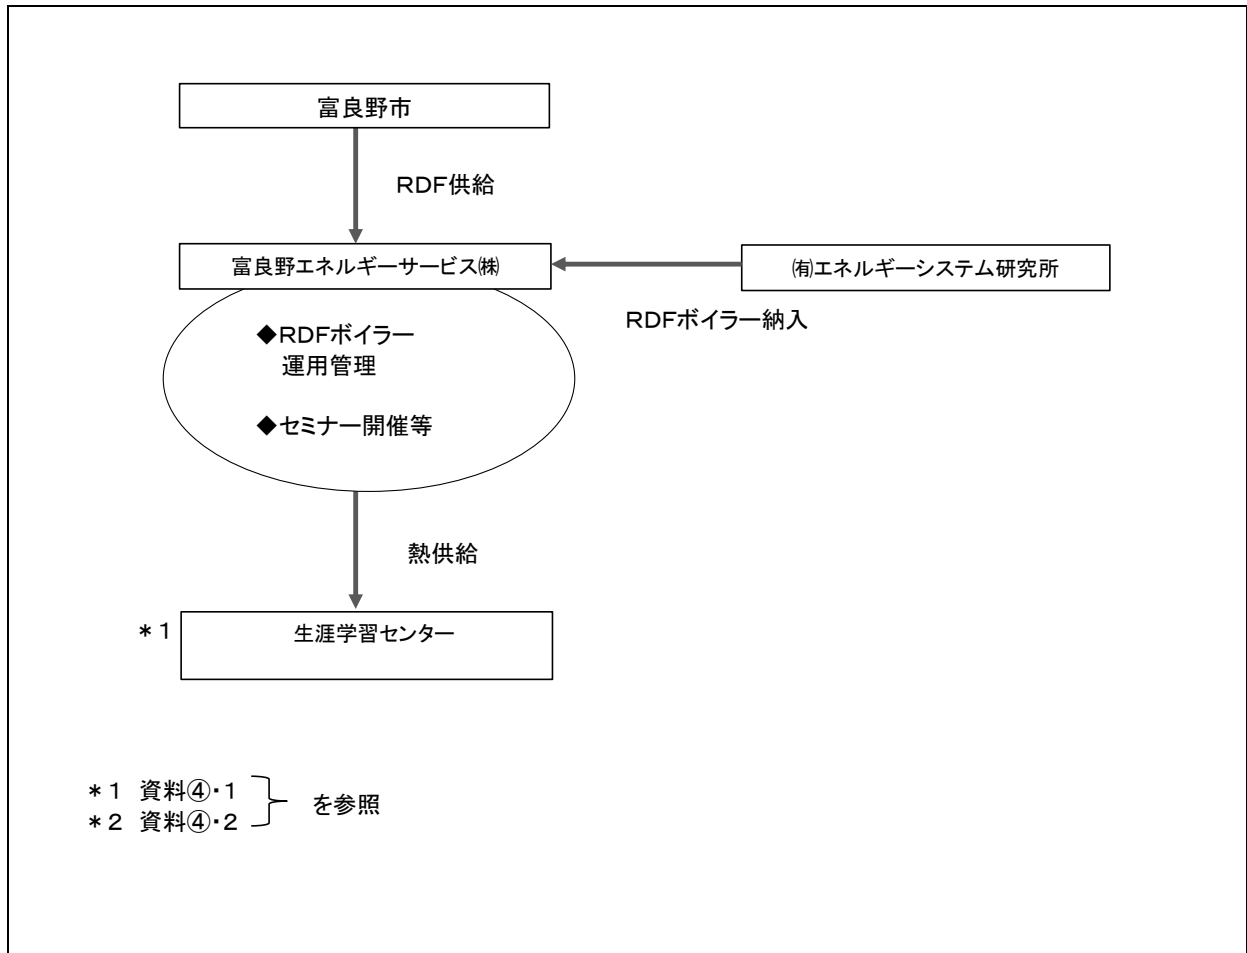 富良野市
RDF供給
富良野エネルギーサービス㈱
㈲エネルギーシステム研究所
RDFボイラー納入
◆RDFボイラー
運用管理
◆セミナー開催等
熱供給
*1 生涯学習センター
*1 資料④・1
*2 資料④・2
を参照